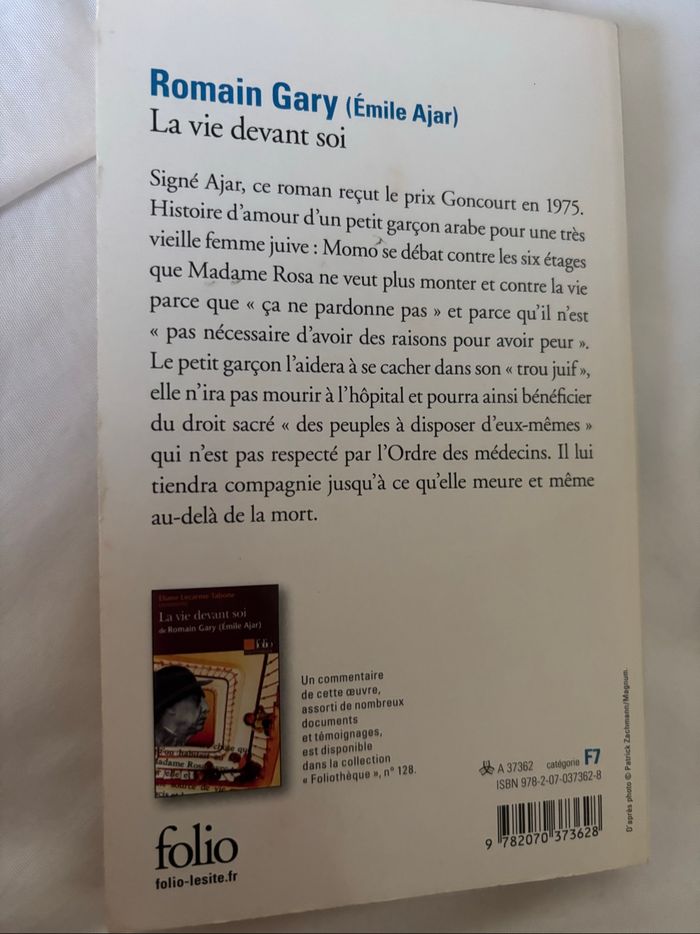 Romain Gary (Émile Ajar)
La vie devant soi
Signé Ajar, ce roman reçut le prix Goncourt en 1975.
Histoire d'amour d'un petit garçon arabe pour une très
vieille femme juive : Momo se débat contre les six étages
que Madame Rosa ne veut plus monter et contre la vie
parce que « ça ne pardonne pas » et parce qu'il n'est
« pas nécessaire d'avoir des raisons pour avoir peur ».
Le petit garçon l'aidera à se cacher dans son « trou juif »,
elle n'ira pas mourir à l'hôpital et pourra ainsi bénéficier
du droit sacré « des peuples à disposer d'eux-mêmes »
qui n'est pas respecté par l'Ordre des médecins. Il lui
tiendra compagnie jusqu'à ce qu'elle meure et même
au-delà de la mort.
Eliane Lecarme-Tabone
La vie devant soi
de Romain Gary (Émile Ajar)
folio
adame Rosa
Un commentaire
de cette œuvre,
assorti de nombreux
documents
et témoignages,
est disponible
dans la collection
« Foliothèque », n° 128.
A 37362 catégorie F7
ISBN 978-2-07-037362-8
9 782070 373628
D'après photo © Patrick Zachmann/Magnum.
folio
folio-lesite.fr